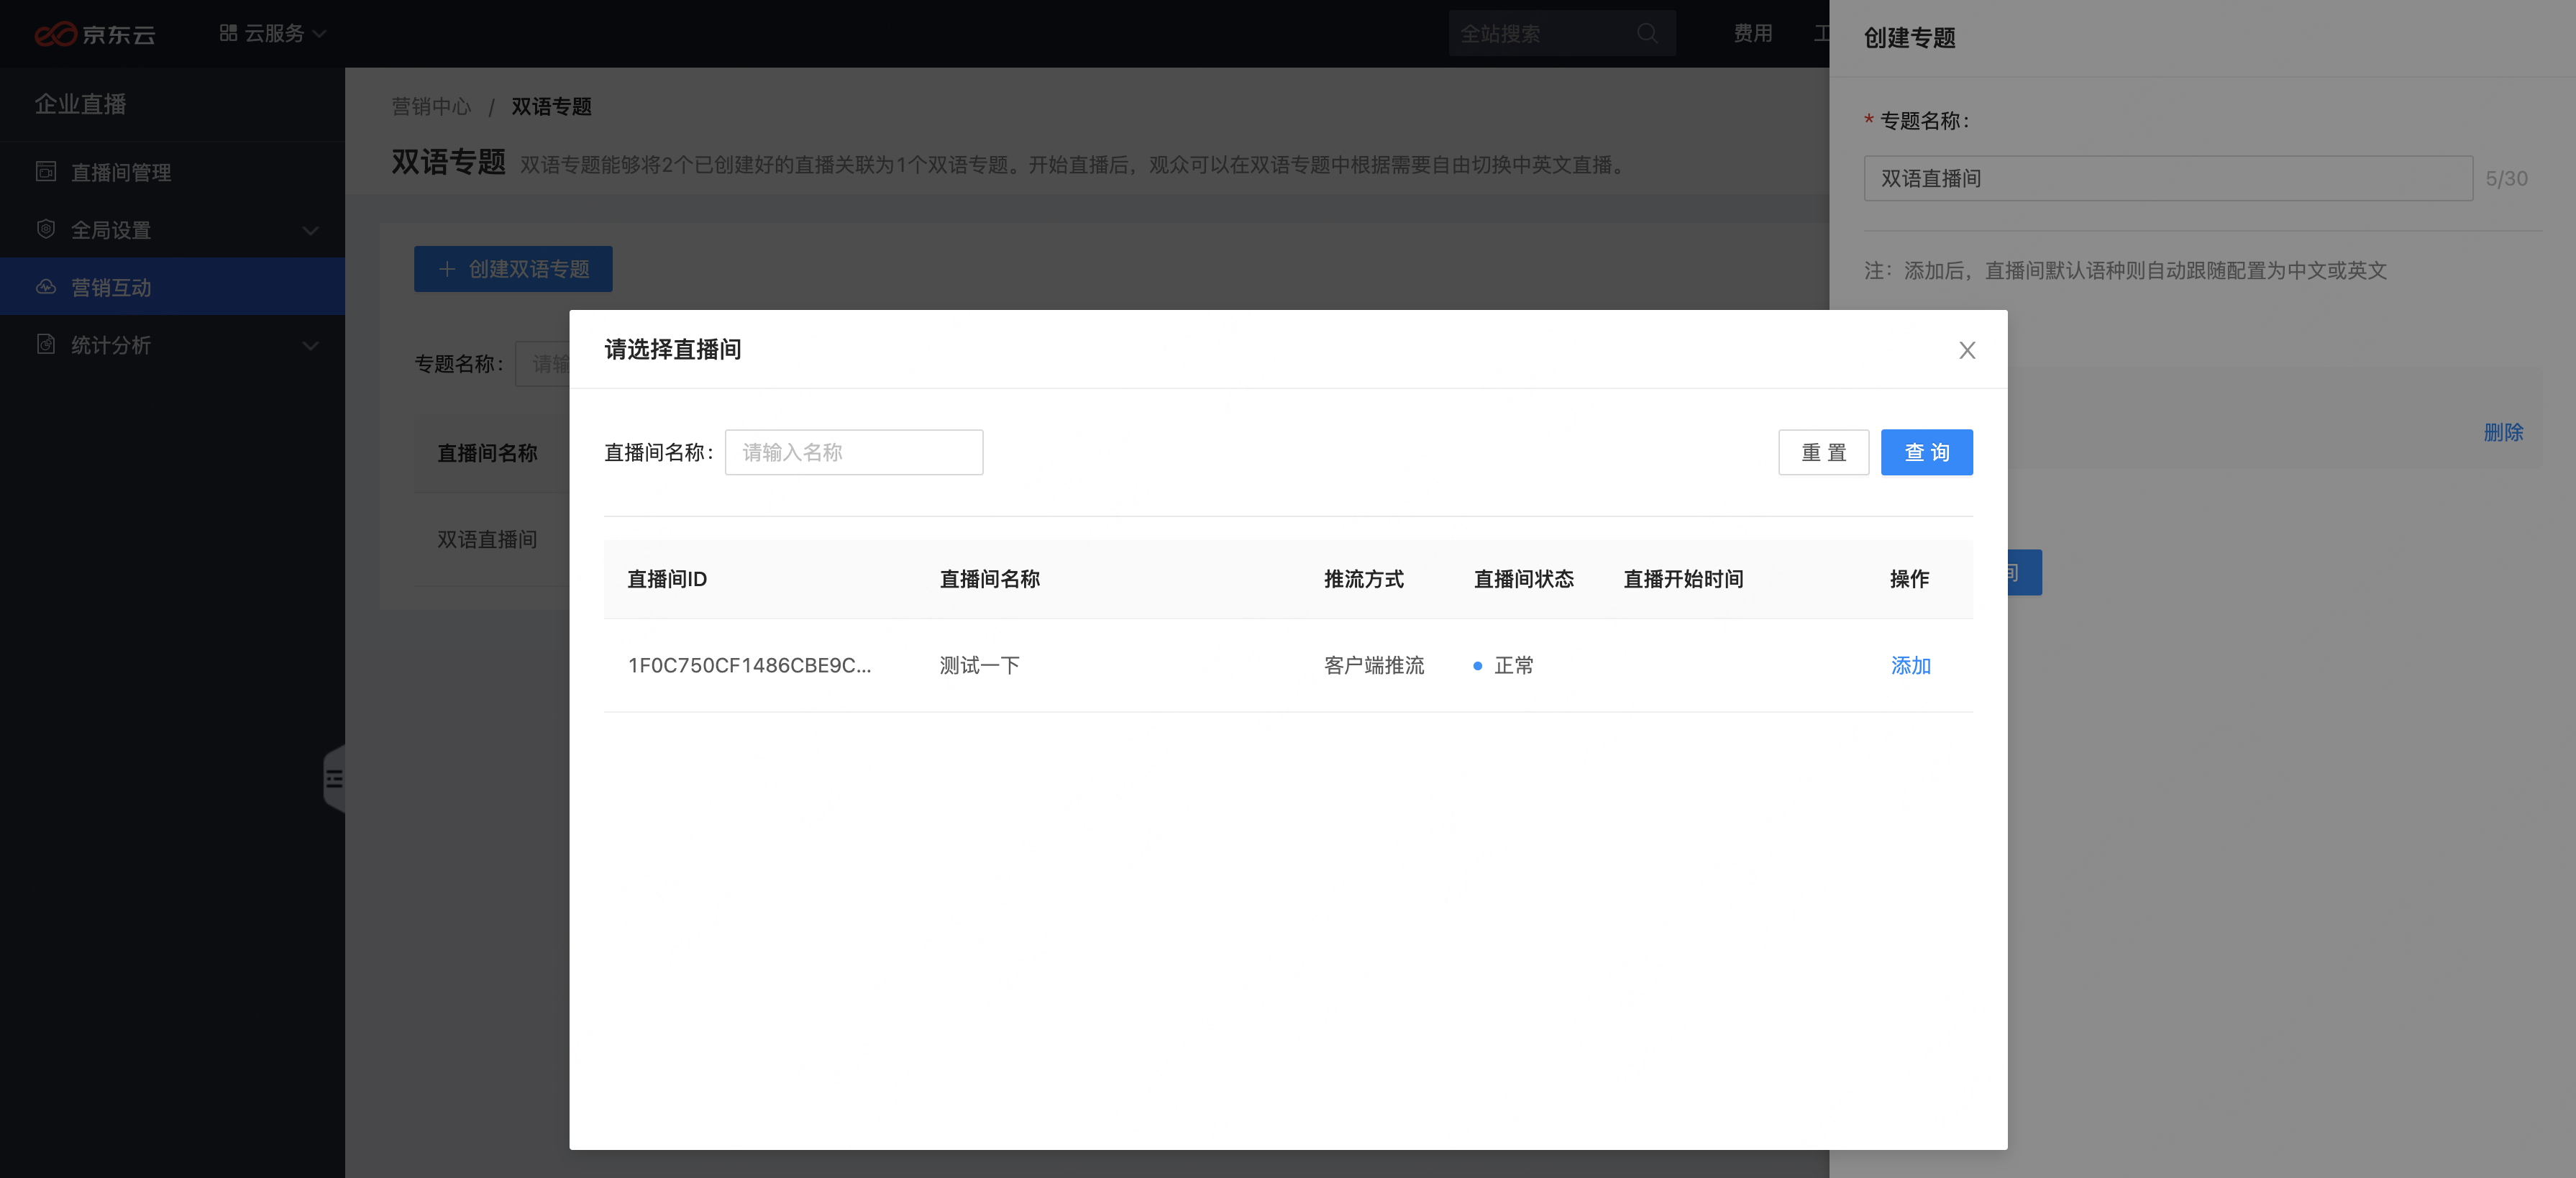 京东云
云服务
全站搜索
费用
创建专题
企业直播
直播间管理
全局设置
营销互动
统计分析
营销中心 / 双语专题
双语专题 双语专题能够将2个已创建好的直播关联为1个双语专题。开始直播后，观众可以在双语专题中根据需要自由切换中英文直播。
+ 创建双语专题
专题名称: 请输
直播间名称
双语直播间
* 专题名称:
双语直播间 5/30
注: 添加后，直播间默认语种则自动跟随配置为中文或英文
删除
间
请选择直播间
直播间名称: 请输入名称 重置 查询
直播间ID 直播间名称 推流方式 直播间状态 直播开始时间 操作
1F0C750CF1486CBE9C... 测试一下 客户端推流 正常 添加